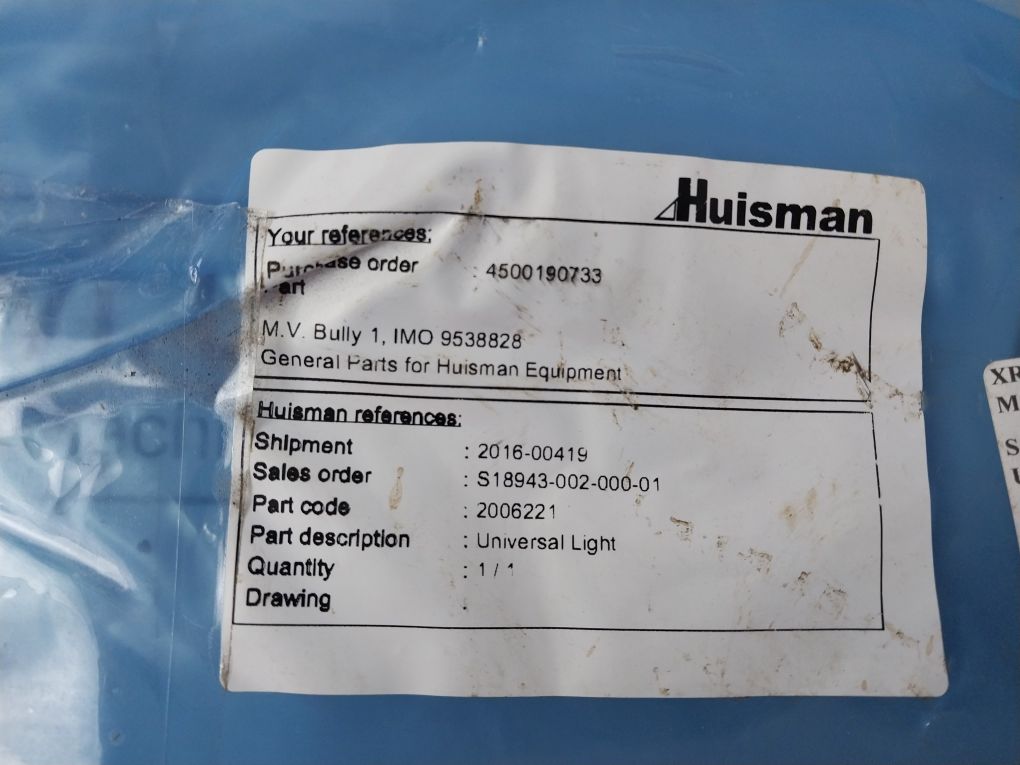 Huisman
Your references:
Purchase order : 4500190733
Part
M.V. Bully 1, IMO 9538828
General Parts for Huisman Equipment
Huisman references:
Shipment : 2016-00419
Sales order : S18943-002-000-01
Part code : 2006221
Part description : Universal Light
Quantity : 1 / 1
Drawing :
XR
M
S
U